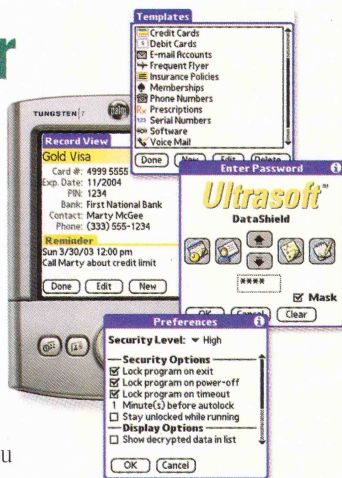 r
Templates
Credit Cards
Debit Cards
E-mail Accounts
Frequent Flyer
Insurance Policies
Memberships
Phone Numbers
Rx Prescriptions
123 Serial Numbers
Software
Voice Mail
Done New Edit Delete
TUNGSTEN T palm
Record View
Gold Visa
Card #: 4999 5555
Exp. Date: 11/2004
PIN: 1234
Bank: First National Bank
Contact: Marty McGee
Phone: (333) 555-1234
Reminder
Sun 3/30/03 12:00 pm
Call Marty about credit limit
Done Edit New
Enter Password
Ultrasoft™
DataShield
****
Mask
OK Cancel Clear
Preferences
Security Level: High
Security Options
Lock program on exit
Lock program on power-off
Lock program on timeout
1 Minute(s) before autolock
Stay unlocked while running
Display Options
Show decrypted data in list
OK Cancel
u